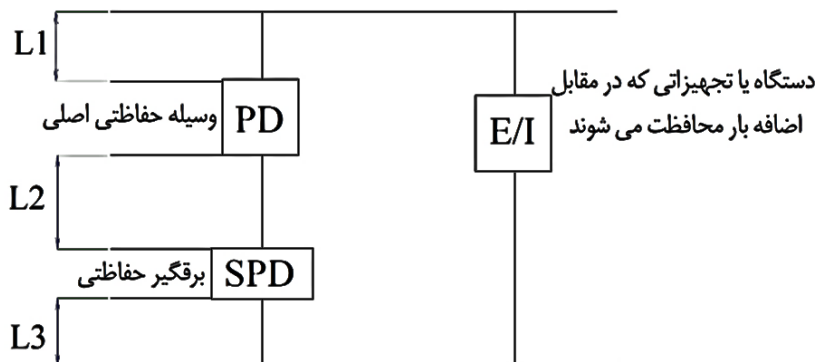 L1
وسیله حفاظتی اصلی
PD
دستگاه یا تجهیزاتی که در مقابل
اضافه بار محافظت می شوند
E/I
L2
برقگیر حفاظتی
SPD
L3